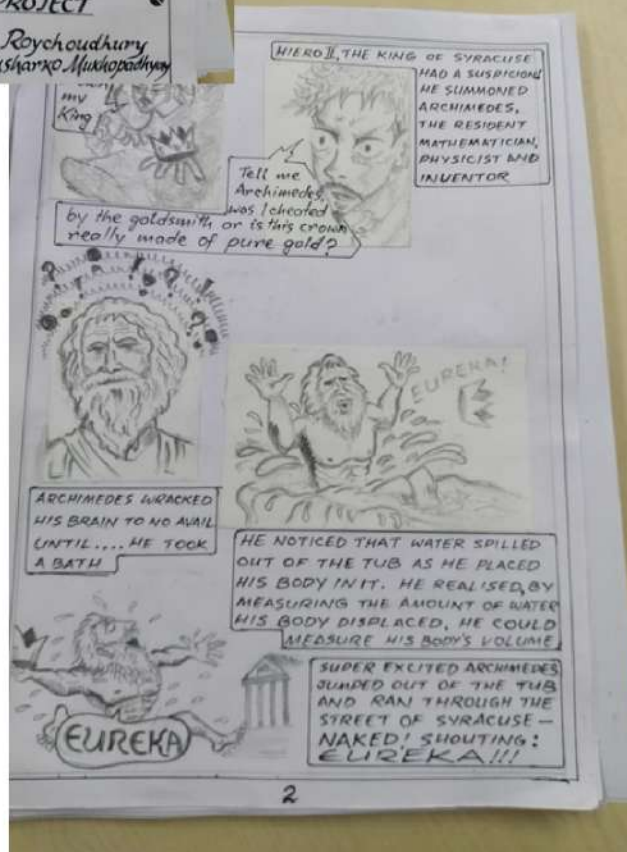 PROJECT
Roychoudhury
sharko Mukhopadhyay
my
King
HIERO II, THE KING OF SYRACUSE
HAD A SUSPICION!
HE SUMMONED
ARCHIMEDES,
THE RESIDENT
MATHEMATICIAN,
PHYSICIST AND
INVENTOR
Tell me
Archimedes,
was I cheated
by the goldsmith or is this crown
really made of pure gold?
EUREKA!
ARCHIMEDES WRACKED
HIS BRAIN TO NO AVAIL
UNTIL.... HE TOOK
A BATH
HE NOTICED THAT WATER SPILLED
OUT OF THE TUB AS HE PLACED
HIS BODY IN IT. HE REALISED, BY
MEASURING THE AMOUNT OF WATER
HIS BODY DISPLACED, HE COULD
MEASURE HIS BODY'S VOLUME
EUREKA
SUPER EXCITED ARCHIMEDES
JUMPED OUT OF THE TUB
AND RAN THROUGH THE
STREET OF SYRACUSE —
NAKED! SHOUTING:
EUREKA!!!
2